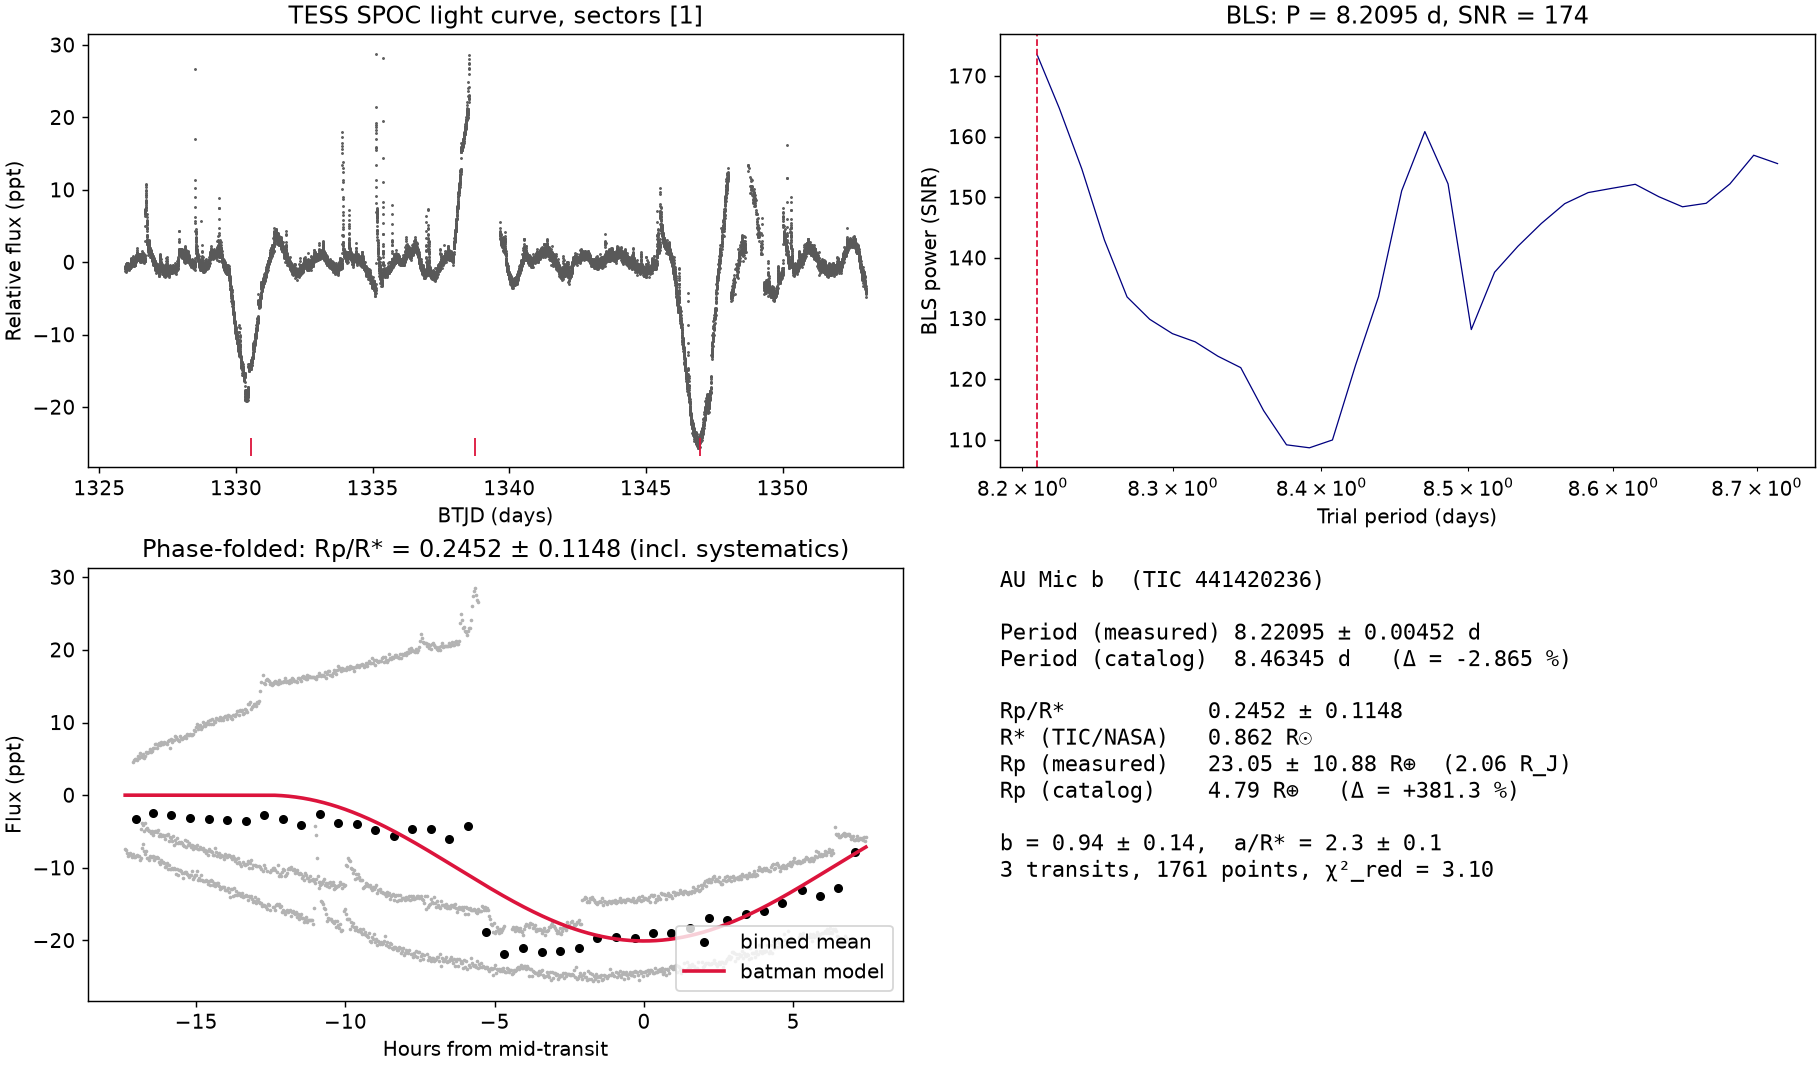 TESS SPOC light curve, sectors [1]
Relative flux (ppt)
30
20
10
0
−10
−20
1325
1330
1335
1340
1345
1350
BTJD (days)
BLS: P = 8.2095 d, SNR = 174
BLS power (SNR)
170
160
150
140
130
120
110
8.2 × 10⁰
8.3 × 10⁰
8.4 × 10⁰
8.5 × 10⁰
8.6 × 10⁰
8.7 × 10⁰
Trial period (days)
Phase-folded: Rp/R* = 0.2452 ± 0.1148 (incl. systematics)
Flux (ppt)
30
20
10
0
−10
−20
binned mean
batman model
−15
−10
−5
0
5
Hours from mid-transit
AU Mic b (TIC 441420236)
Period (measured) 8.22095 ± 0.00452 d
Period (catalog) 8.46345 d (Δ = -2.865 %)
Rp/R* 0.2452 ± 0.1148
R* (TIC/NASA) 0.862 R☉
Rp (measured) 23.05 ± 10.88 R⊕ (2.06 R_J)
Rp (catalog) 4.79 R⊕ (Δ = +381.3 %)
b = 0.94 ± 0.14, a/R* = 2.3 ± 0.1
3 transits, 1761 points, χ²_red = 3.10